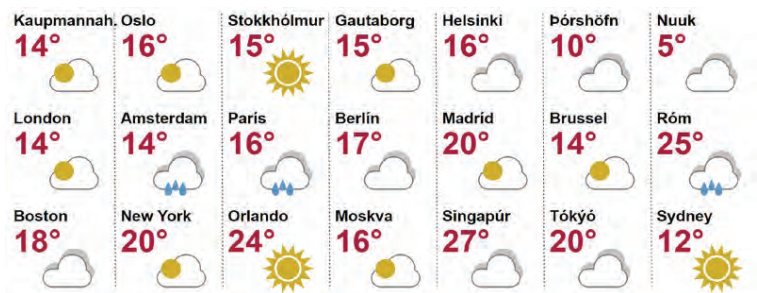 Kaupmannah. Oslo Stokkhólmur Gautaborg Helsinki Þórshöfn Nuuk
14° 16° 15° 15° 16° 10° 5°
London Amsterdam París Berlín Madríd Brussel Róm
14° 14° 16° 17° 20° 14° 25°
Boston New York Orlando Moskva Singapúr Tókýó Sydney
18° 20° 24° 16° 27° 20° 12°